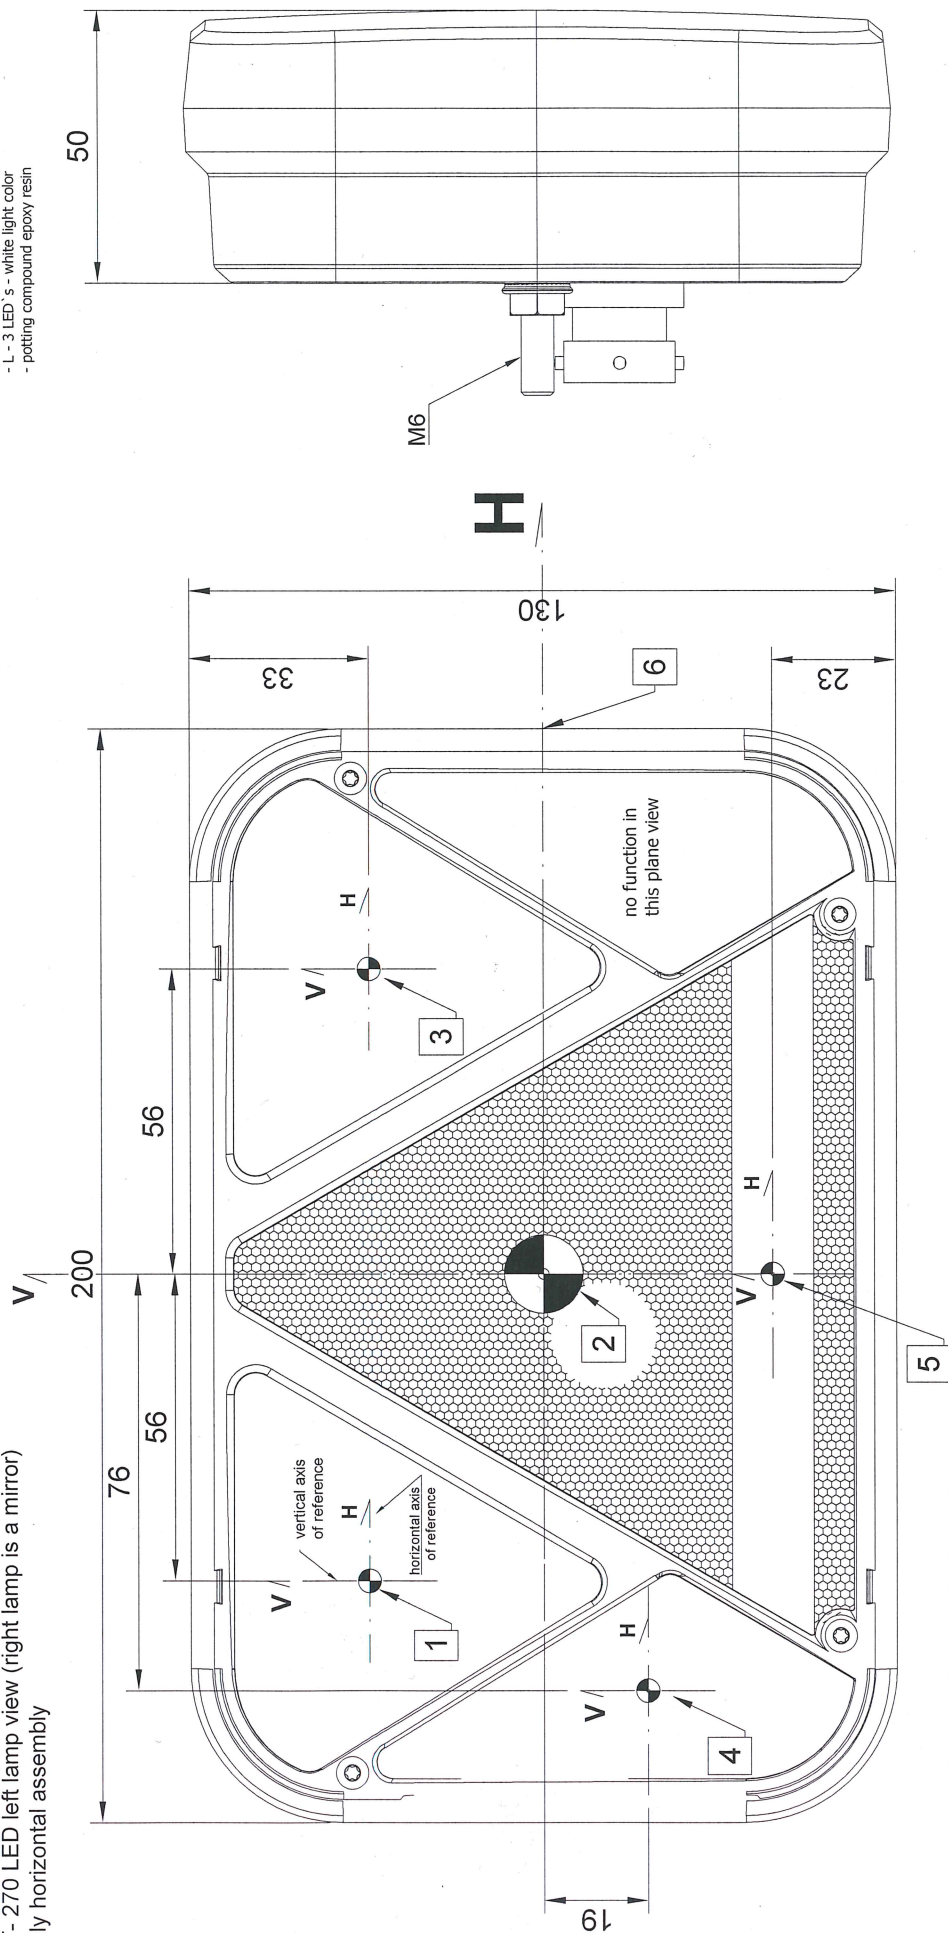 - 270 LED left lamp view (right lamp is a mirror)
ly horizontal assembly
- L - 3 LED`s - white light color
- potting compound epoxy resin
V
200
76
56
56
50
M6
H
130
33
23
19
vertical axis
of reference
horizontal axis
of reference
V
H
1
2
V
H
3
V
H
4
V
H
5
6
no function in
this plane view